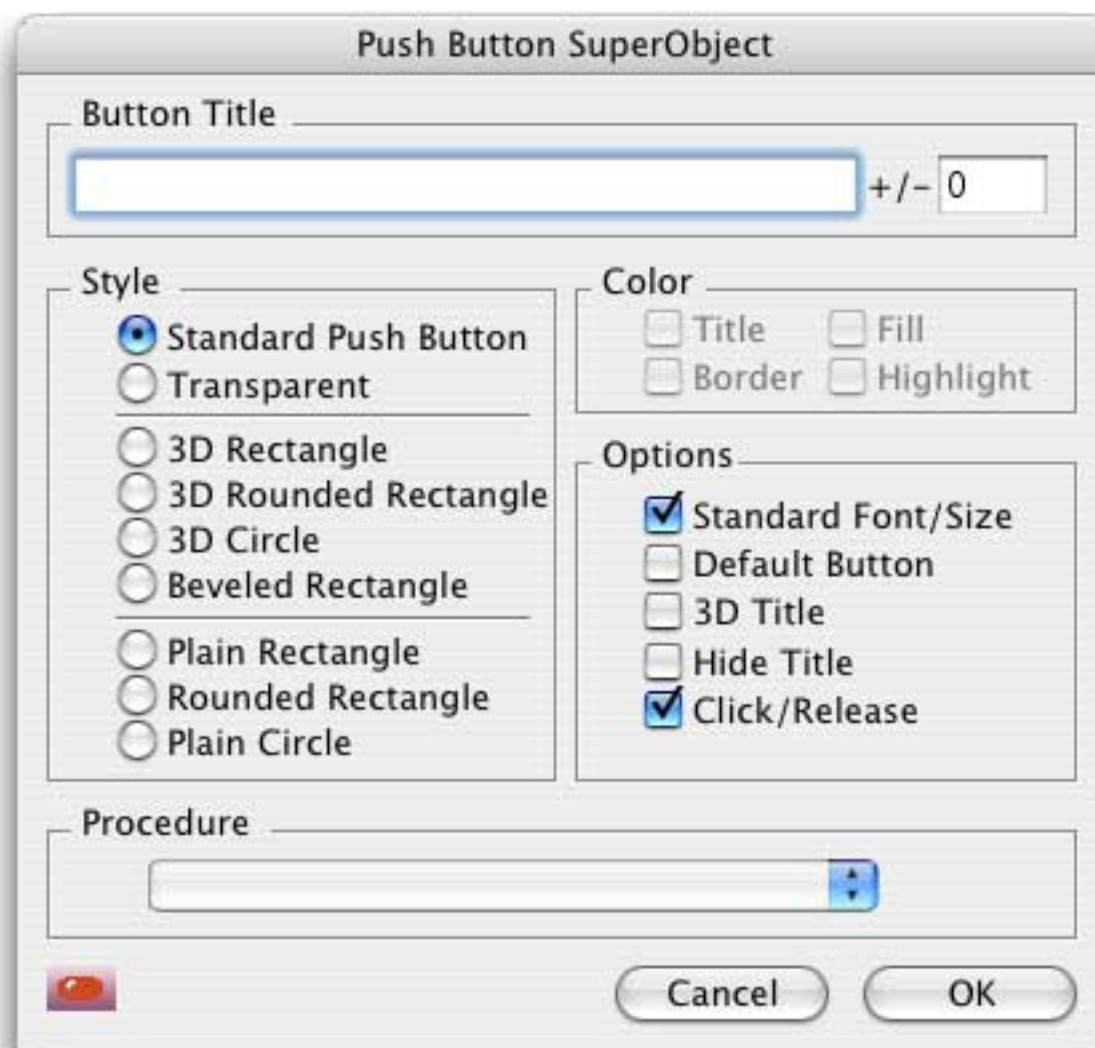 Push Button SuperObject
Button Title
+/- 0
Style
Standard Push Button
Transparent
3D Rectangle
3D Rounded Rectangle
3D Circle
Beveled Rectangle
Plain Rectangle
Rounded Rectangle
Plain Circle
Color
Title Fill
Border Highlight
Options
Standard Font/Size
Default Button
3D Title
Hide Title
Click/Release
Procedure
Cancel OK